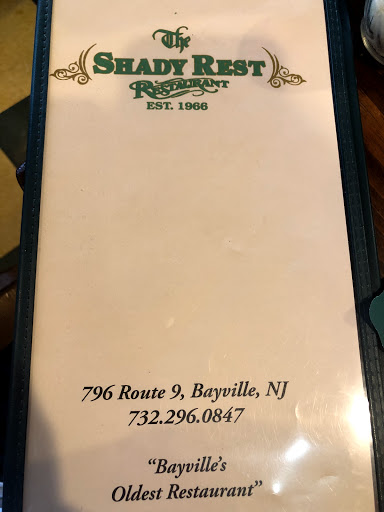 The
SHADY REST
RESTAURANT
EST. 1966
796 Route 9, Bayville, NJ
732.296.0847
"Bayville's
Oldest Restaurant"